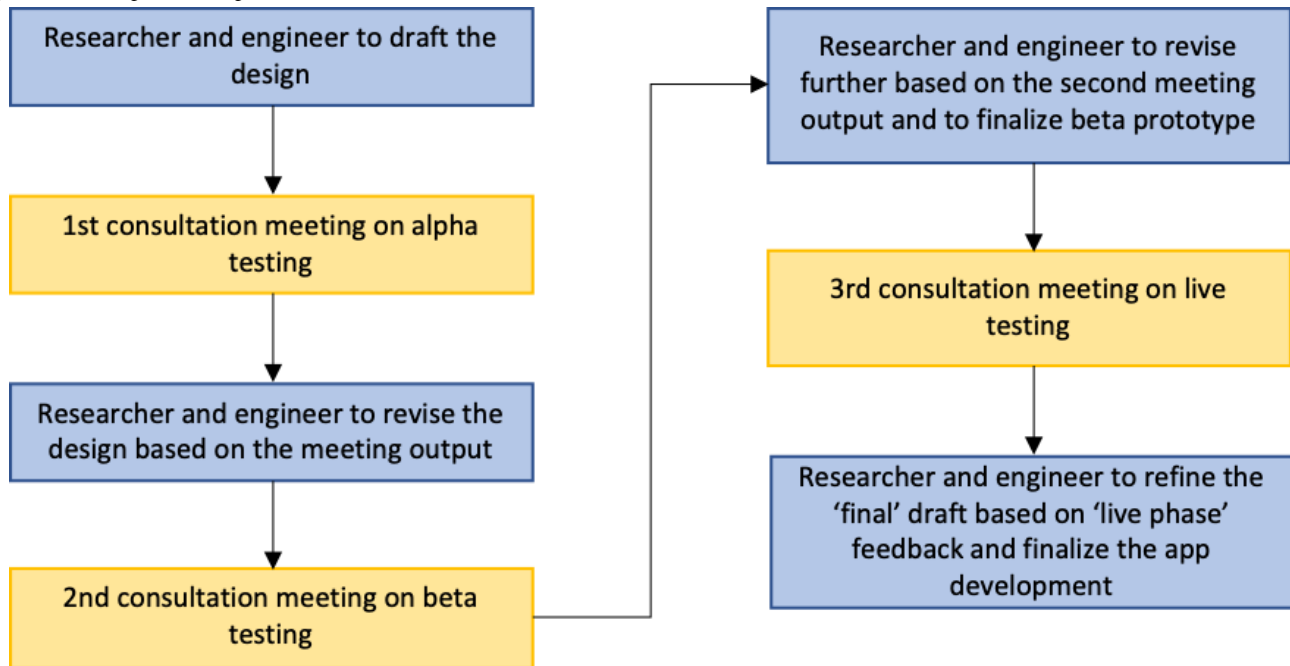 Researcher and engineer to draft the
design
1st consultation meeting on alpha
testing
Researcher and engineer to revise the
design based on the meeting output
2nd consultation meeting on beta
testing
Researcher and engineer to revise
further based on the second meeting
output and to finalize beta prototype
3rd consultation meeting on live
testing
Researcher and engineer to refine the
‘final’ draft based on ‘live phase’
feedback and finalize the app
development